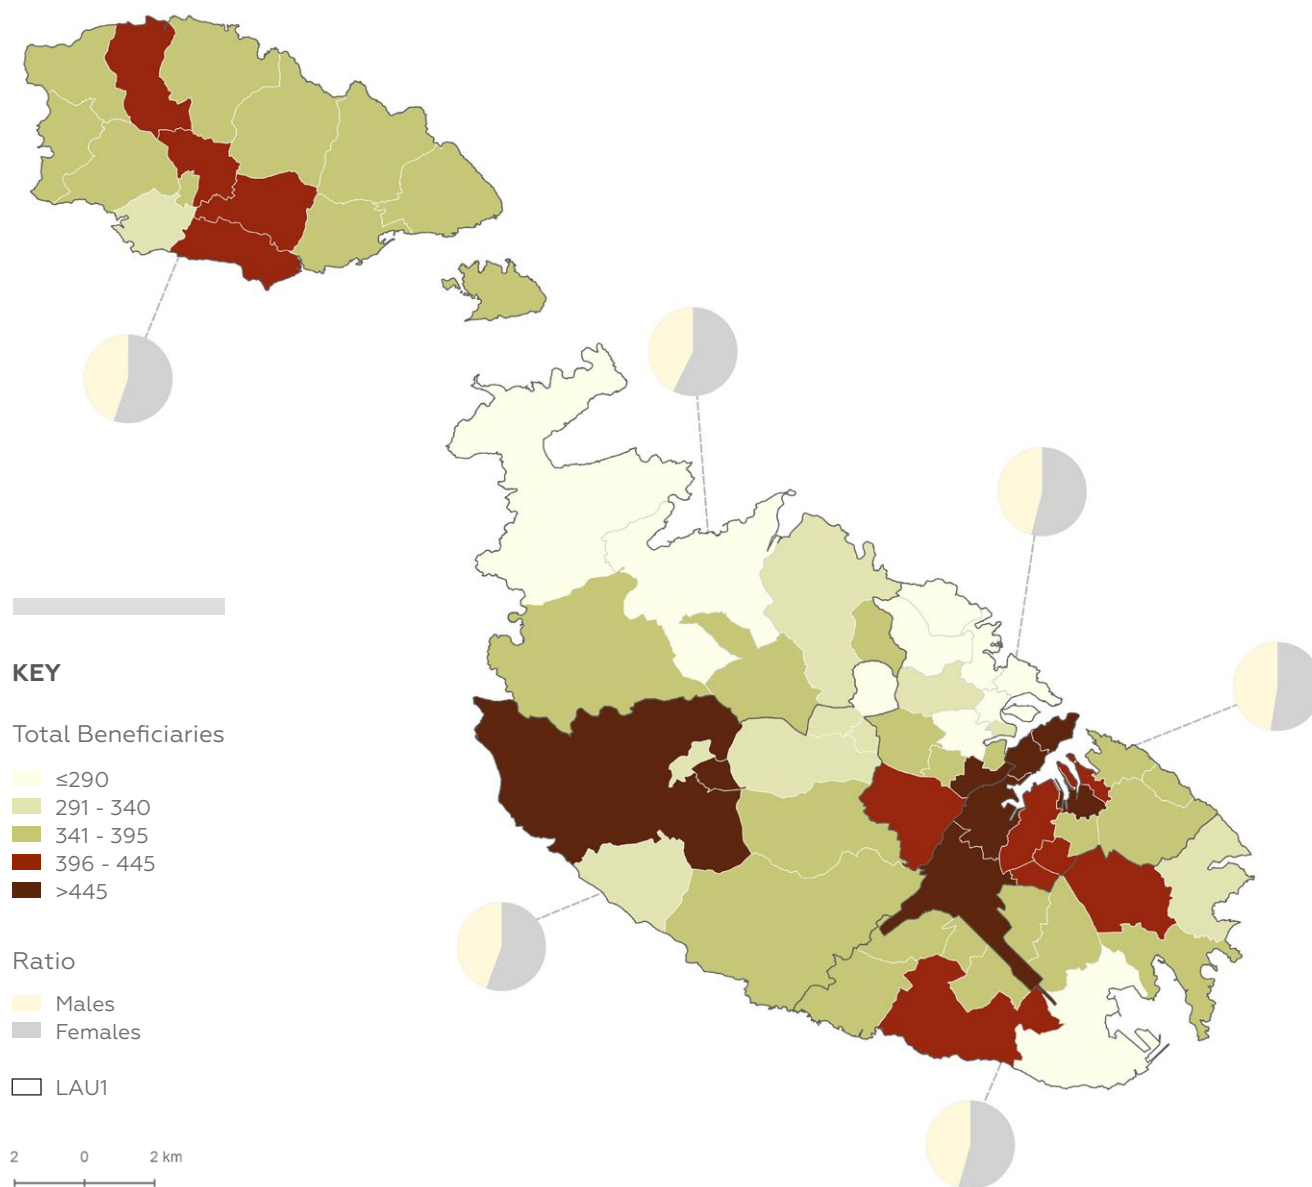 KEY
Total Beneficiaries
≤290
291 - 340
341 - 395
396 - 445
>445
Ratio
Males
Females
LAU1
2 0 2 km